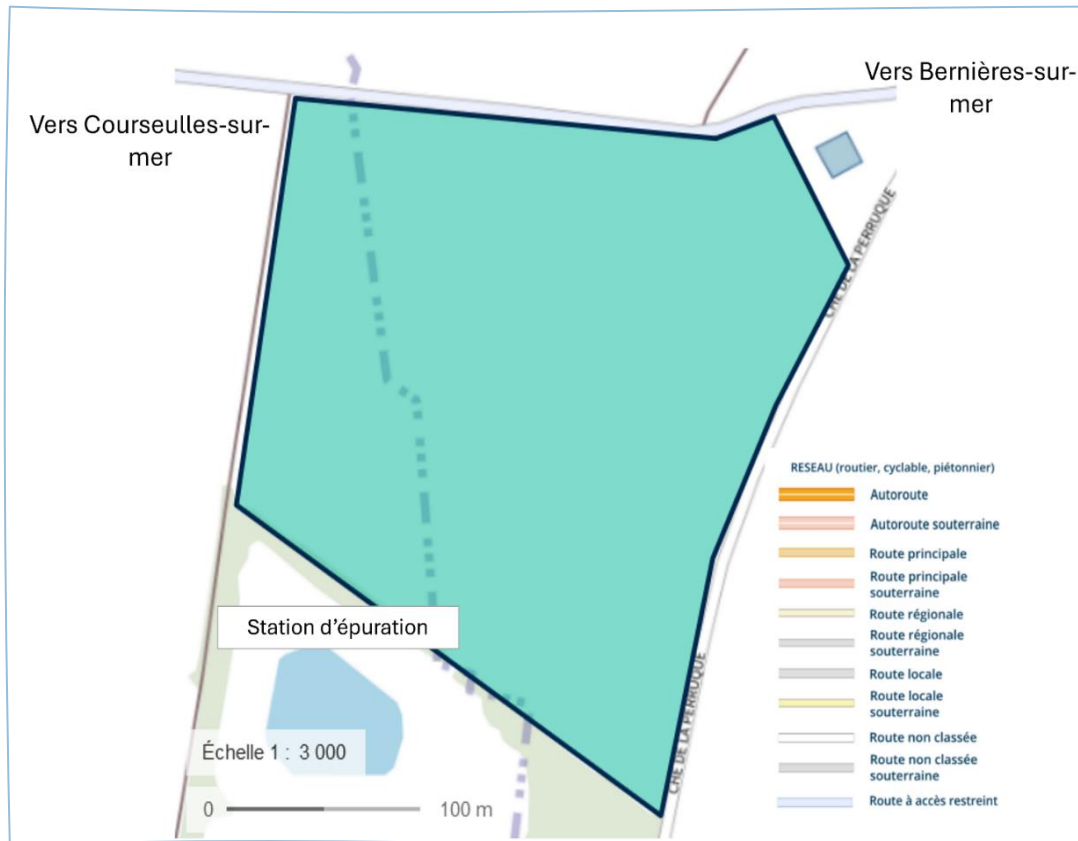 Vers Bernières-sur-
mer
Vers Courseulles-sur-
mer
CHE DE LA PERRUQUE
RESEAU (routier, cyclable, piétonnier)
Autoroute
Autoroute souterraine
Route principale
Route principale
souterraine
Route régionale
Route régionale
souterraine
Route locale
Route locale
souterraine
Route non classée
Route non classée
souterraine
Route à accès restreint
Station d’épuration
CHE DE LA PERRUQUE
Échelle 1 : 3 000
0
100 m